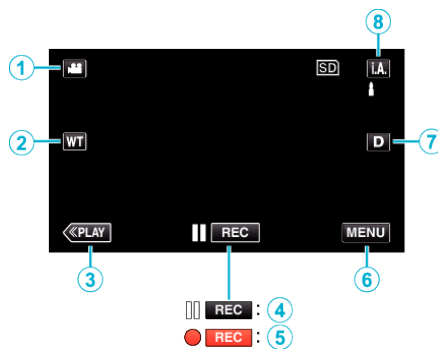 8
1 SD i.A.
2 WT D 7
≪PLAY REC MENU
3 6
REC : 4
REC : 5